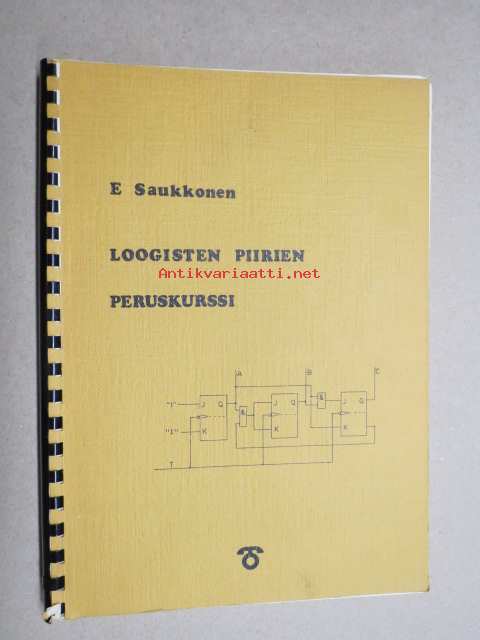 E Saukkonen
LOOGISTEN PIIRIEN
Antikvariaatti.net
PERUSKURSSI
A B C
"1" J Q & J Q & J Q
"1" K K K
T